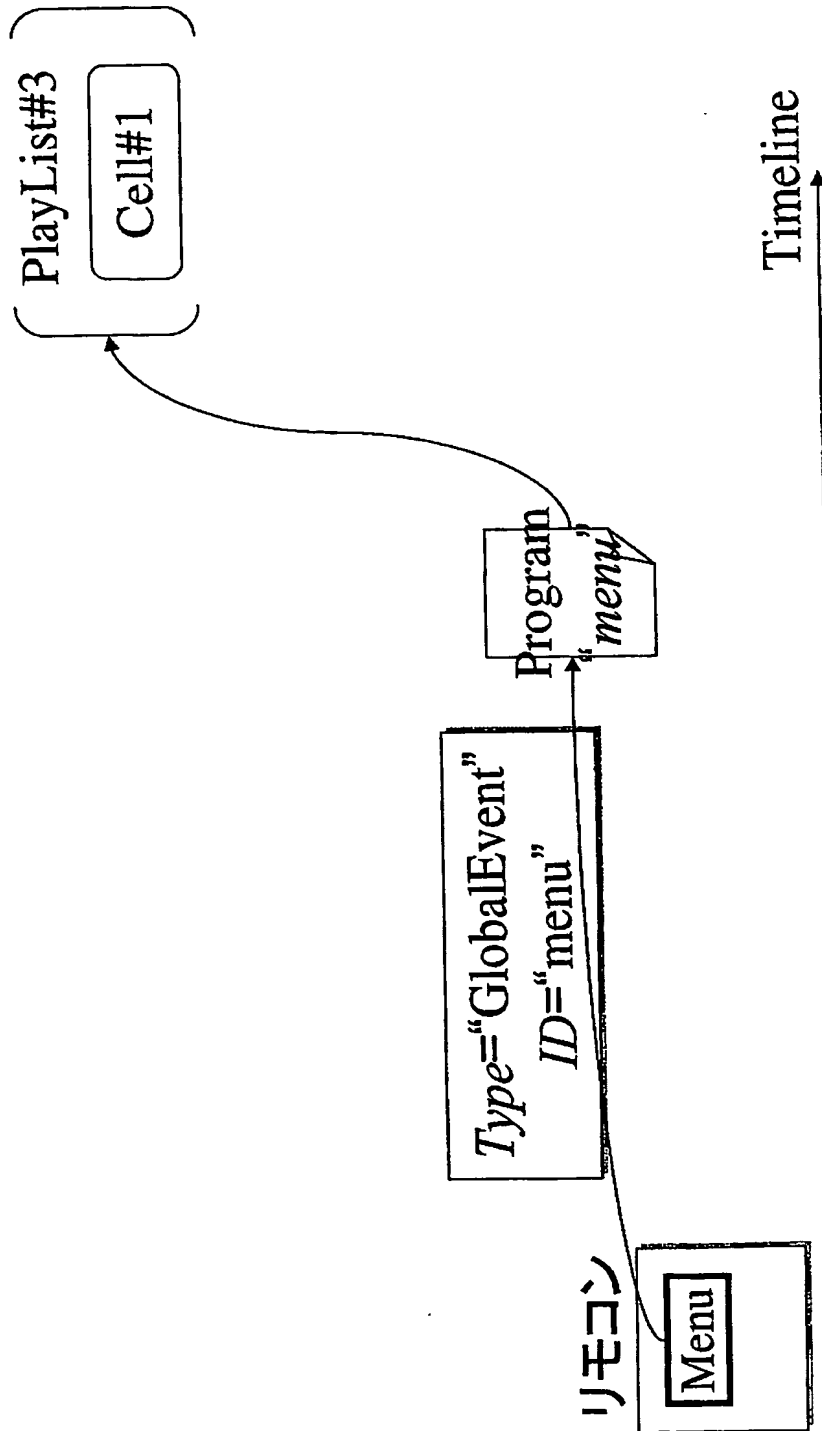 リモコン
Menu
Type=“GlobalEvent”
ID=“menu”
Program
“menu”
PlayList#3
Cell#1
Timeline